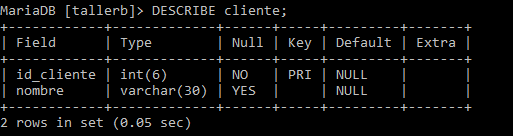 MariaDB [tallerb]> DESCRIBE cliente;
+------------+-------------+------+-----+---------+-------+
| Field      | Type        | Null | Key | Default | Extra |
+------------+-------------+------+-----+---------+-------+
| id_cliente | int(6)      | NO   | PRI | NULL    |       |
| nombre     | varchar(30) | YES  |     | NULL    |       |
+------------+-------------+------+-----+---------+-------+
2 rows in set (0.05 sec)